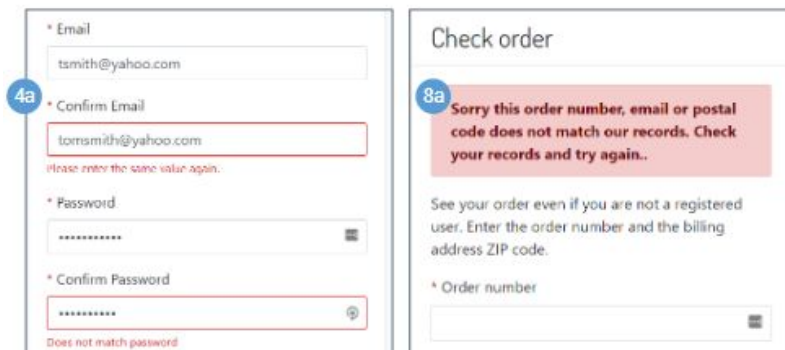 * Email
tsmith@yahoo.com
4a
* Confirm Email
tomsmith@yahoo.com
Please enter the same value again.
* Password
•••••••••••
* Confirm Password
••••••••••
Does not match password
Check order
8a
Sorry this order number, email or postal
code does not match our records. Check
your records and try again..
See your order even if you are not a registered
user. Enter the order number and the billing
address ZIP code.
* Order number